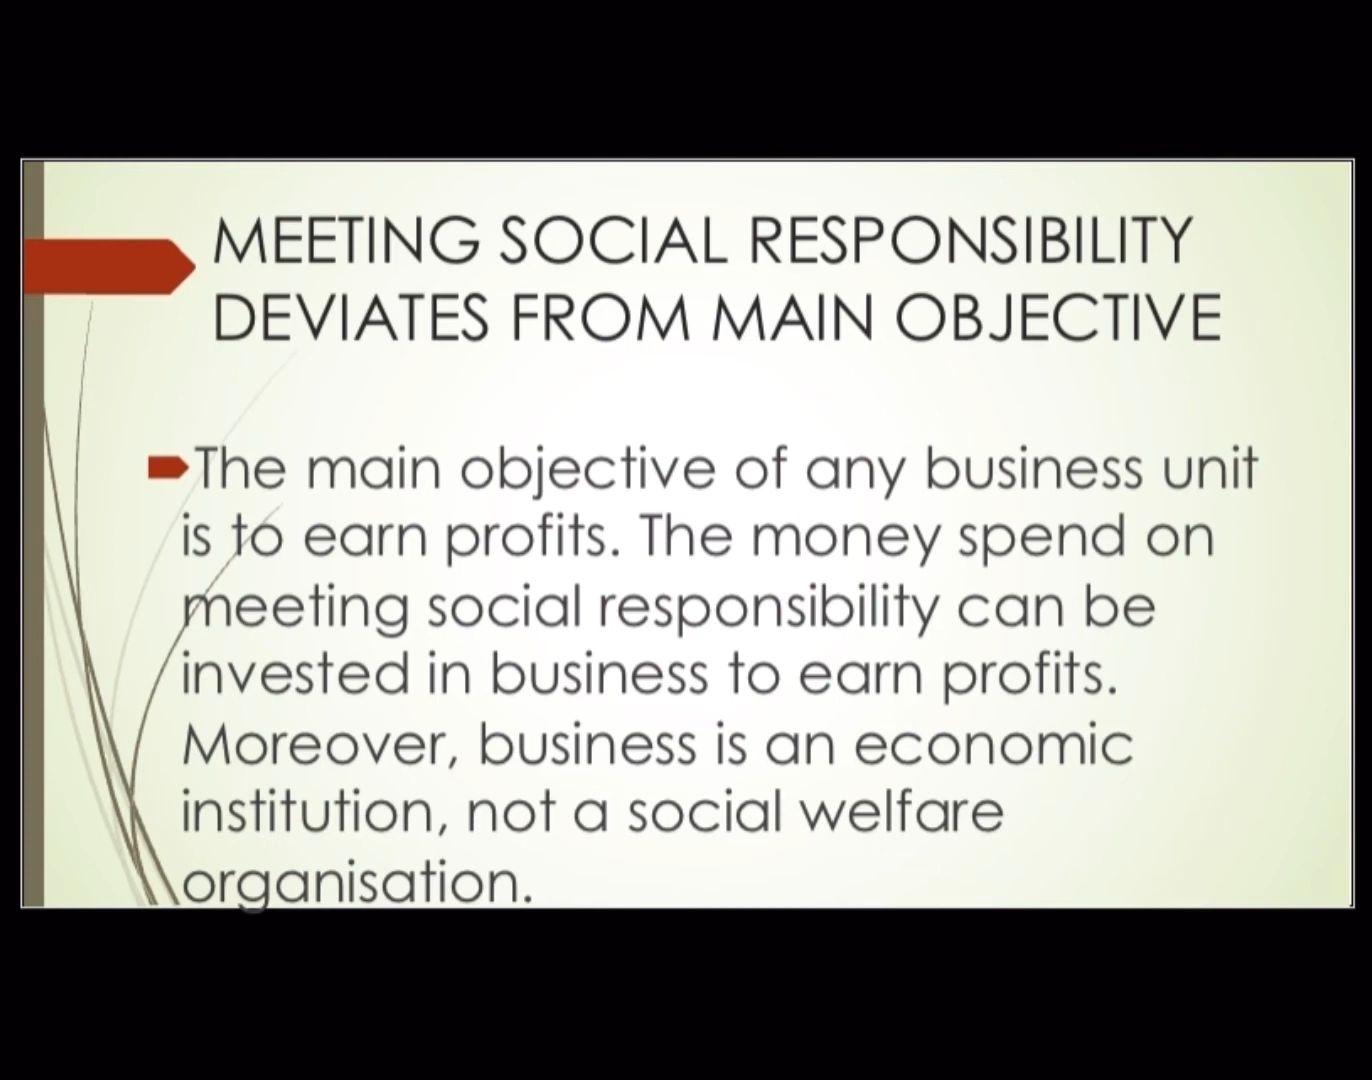 MEETING SOCIAL RESPONSIBILITY
DEVIATES FROM MAIN OBJECTIVE
The main objective of any business unit
is to earn profits. The money spend on
meeting social responsibility can be
invested in business to earn profits.
Moreover, business is an economic
institution, not a social welfare
organisation.